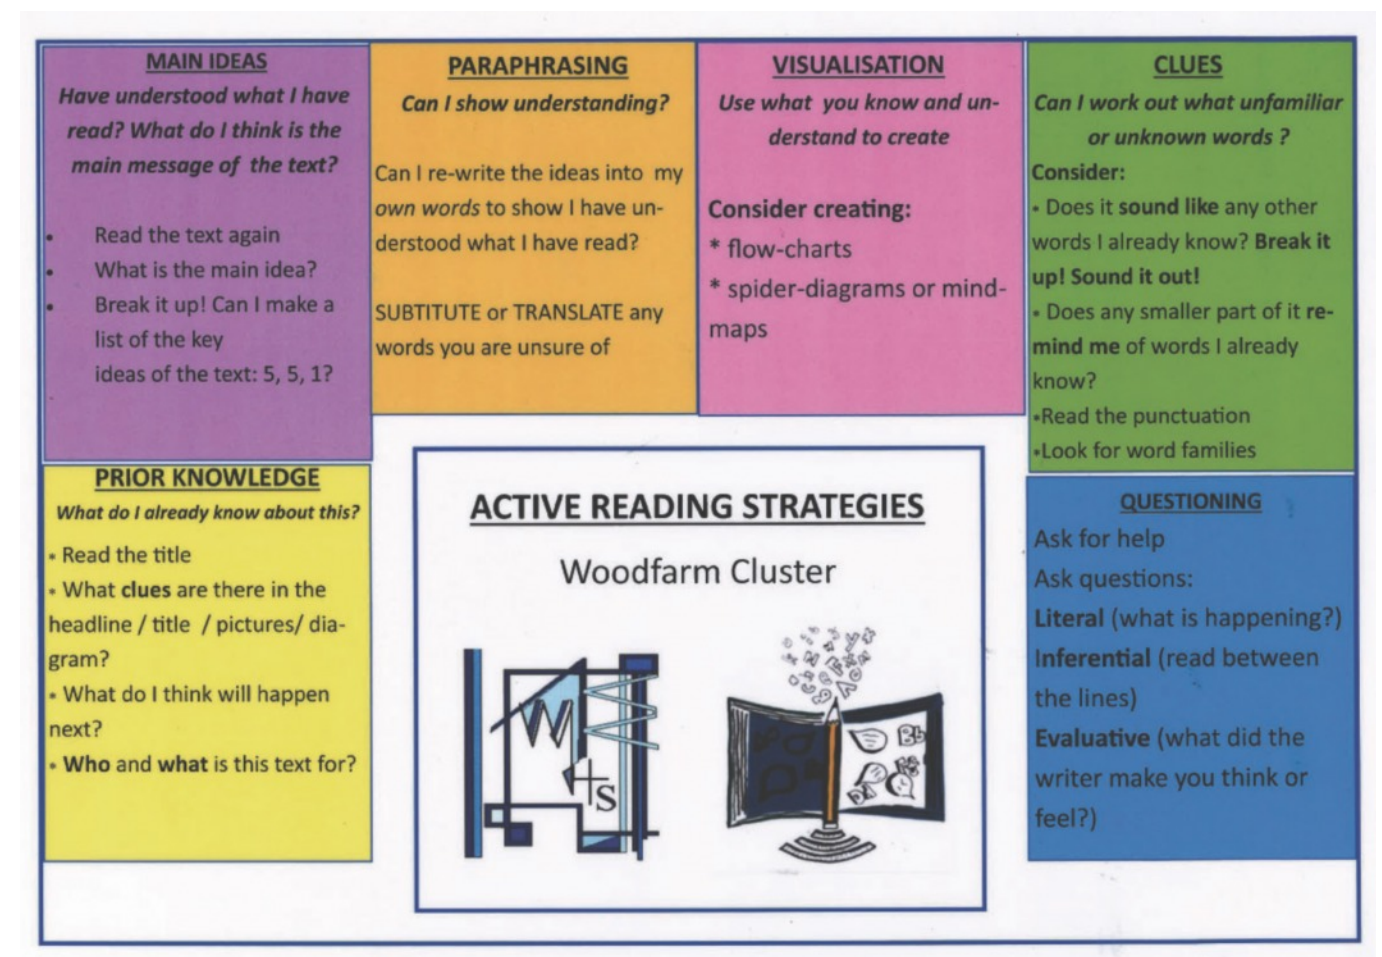 MAIN IDEAS
Have understood what I have
read? What do I think is the
main message of the text?
• Read the text again
• What is the main idea?
• Break it up! Can I make a
list of the key
ideas of the text: 5, 5, 1?
PARAPHRASING
Can I show understanding?
Can I re-write the ideas into my
own words to show I have un-
derstood what I have read?
SUBTITUTE or TRANSLATE any
words you are unsure of
VISUALISATION
Use what you know and un-
derstand to create
Consider creating:
* flow-charts
* spider-diagrams or mind-
maps
CLUES
Can I work out what unfamiliar
or unknown words ?
Consider:
• Does it sound like any other
words I already know? Break it
up! Sound it out!
• Does any smaller part of it re-
mind me of words I already
know?
•Read the punctuation
•Look for word families
PRIOR KNOWLEDGE
What do I already know about this?
• Read the title
• What clues are there in the
headline / title / pictures/ dia-
gram?
• What do I think will happen
next?
• Who and what is this text for?
ACTIVE READING STRATEGIES
Woodfarm Cluster
+s
Bb
QUESTIONING
Ask for help
Ask questions:
Literal (what is happening?)
Inferential (read between
the lines)
Evaluative (what did the
writer make you think or
feel?)